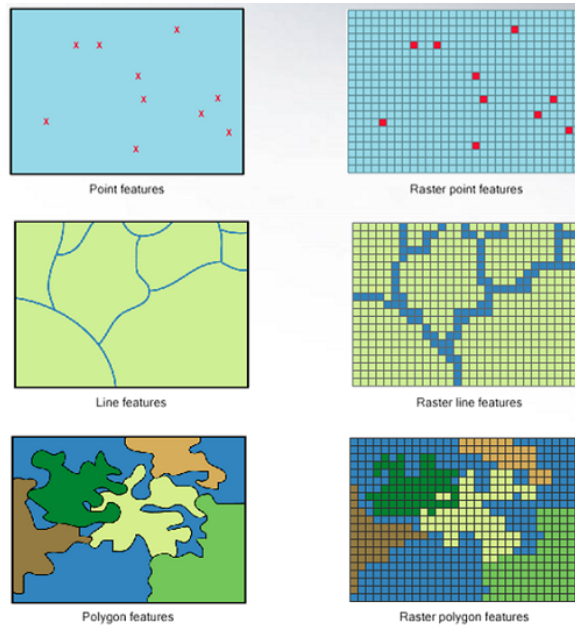 Point features
Raster point features
Line features
Raster line features
Polygon features
Raster polygon features